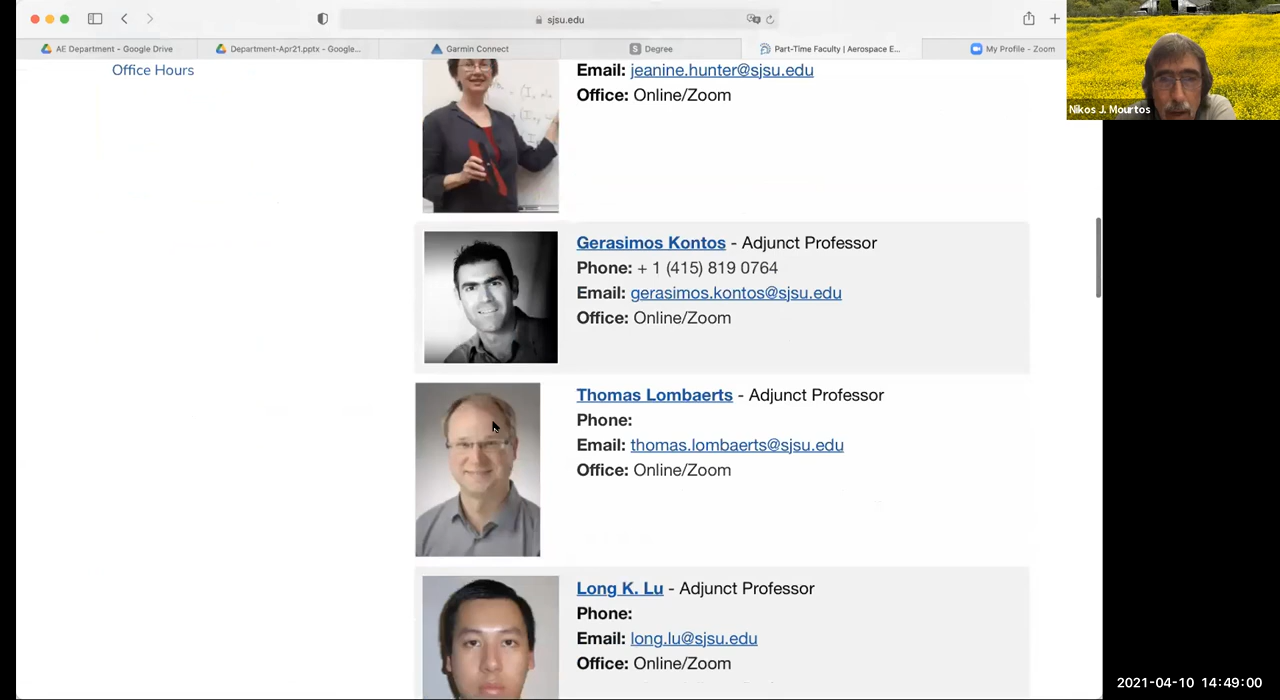 sjsu.edu
AE Department - Google Drive
Department-Apr21.pptx - Google...
Garmin Connect
S Degree
Part-Time Faculty | Aerospace E...
My Profile - Zoom
Nikos J. Mourtos
Office Hours
Email: jeanine.hunter@sjsu.edu
Office: Online/Zoom
Gerasimos Kontos - Adjunct Professor
Phone: + 1 (415) 819 0764
Email: gerasimos.kontos@sjsu.edu
Office: Online/Zoom
Thomas Lombaerts - Adjunct Professor
Phone:
Email: thomas.lombaerts@sjsu.edu
Office: Online/Zoom
Long K. Lu - Adjunct Professor
Phone:
Email: long.lu@sjsu.edu
Office: Online/Zoom
2021-04-10 14:49:00